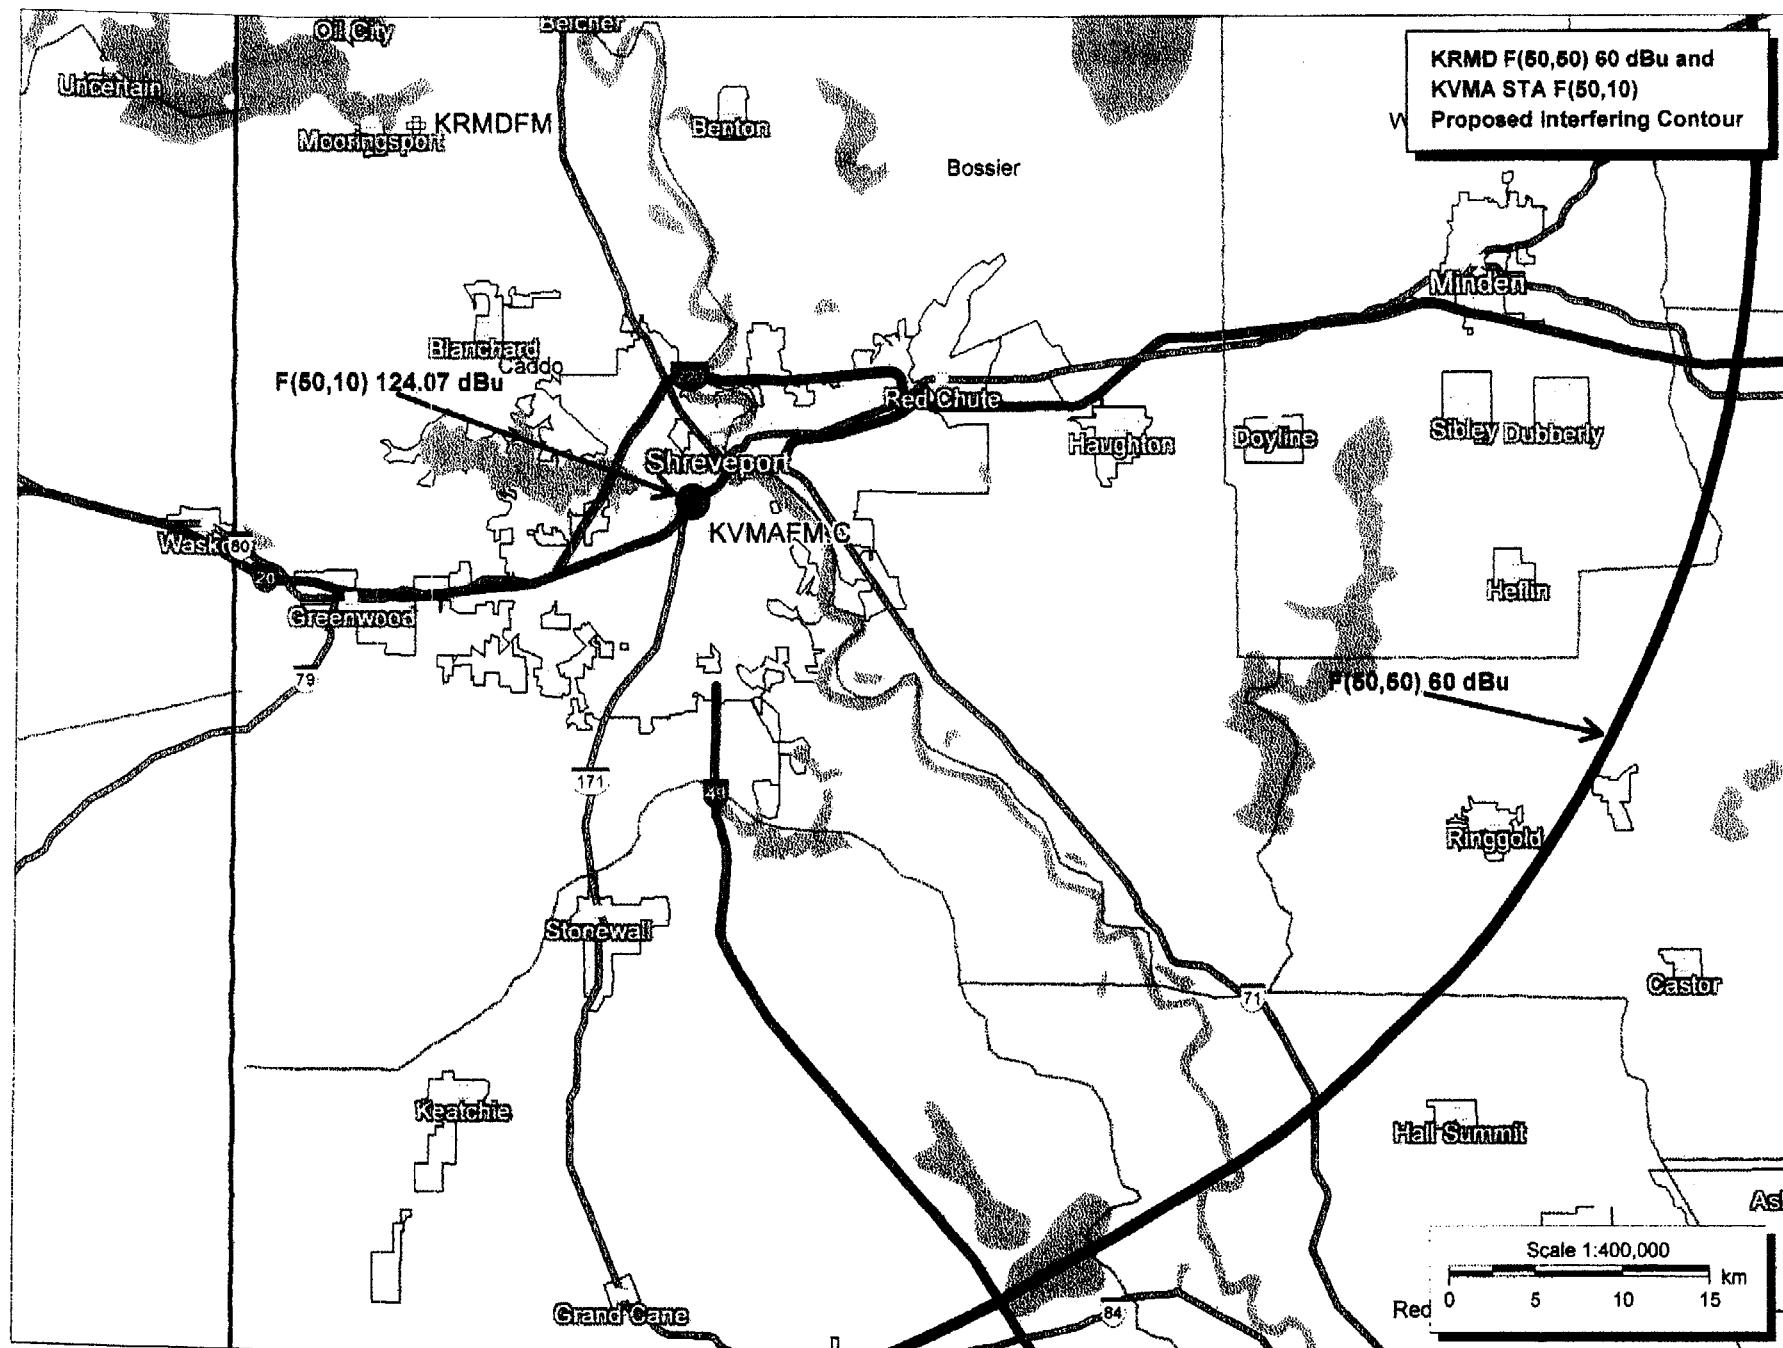 Oil City
Belcher
KRMD F(50,50) 60 dBu and
KVMA STA F(50,10)
Proposed Interfering Contour
Uncertain
KRMDFM
Mooringsport
Benton
W
Bossier
Minden
Blanchard
Caddo
F(50,10) 124.07 dBu
Red Chute
Haughton
Doyline
Sibley
Dubberly
Shreveport
KVMAFM.C
80
20
Greenwood
Heflin
79
F(50,50) 60 dBu
171
49
Ringgold
Stonewall
Castor
71
Keatchie
Hall Summit
Scale 1:400,000
km
0 5 10 15
Grand Cane
84
Red